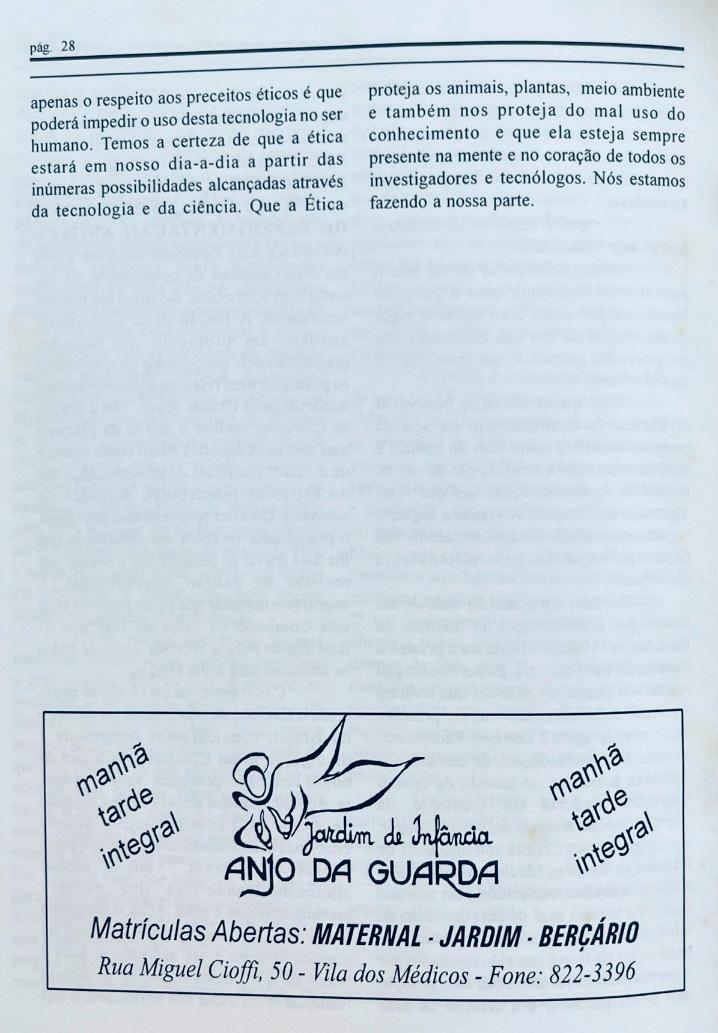 pág. 28
apenas o respeito aos preceitos éticos é que
poderá impedir o uso desta tecnologia no ser
humano. Temos a certeza de que a ética
estará em nosso dia-a-dia a partir das
inúmeras possibilidades alcançadas através
da tecnologia e da ciência. Que a Ética
proteja os animais, plantas, meio ambiente
e também nos proteja do mal uso do
conhecimento e que ela esteja sempre
presente na mente e no coração de todos os
investigadores e tecnólogos. Nós estamos
fazendo a nossa parte.
manhã
tarde
integral
Jardim de Infância
ANJO DA GUARDA
manhã
tarde
integral
Matrículas Abertas: MATERNAL - JARDIM - BERÇÁRIO
Rua Miguel Cioffi, 50 - Vila dos Médicos - Fone: 822-3396